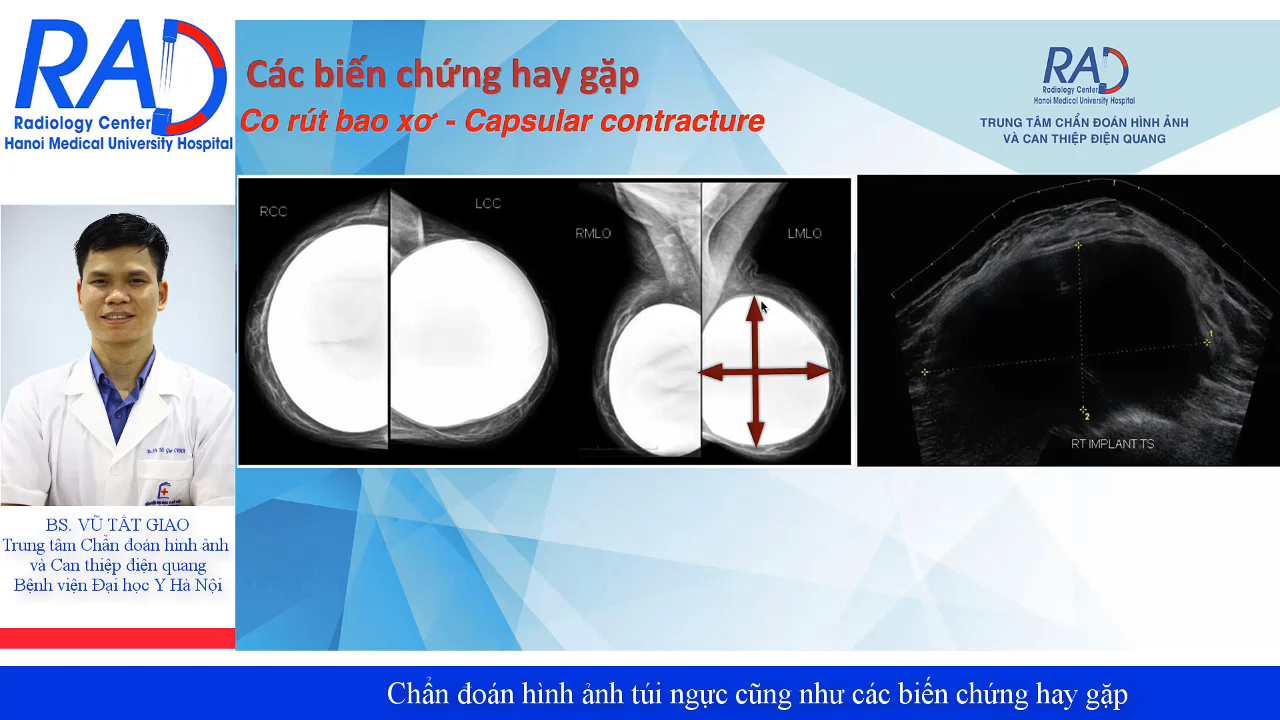 RAD
Radiology Center
Hanoi Medical University Hospital
BS. VŨ TẤT GIAO
Trung tâm Chẩn đoán hình ảnh
và Can thiệp điện quang
Bệnh viện Đại học Y Hà Nội
Các biến chứng hay gặp
Co rút bao xơ - Capsular contracture
RAD
Radiology Center
Hanoi Medical University Hospital
TRUNG TÂM CHẨN ĐOÁN HÌNH ẢNH
VÀ CAN THIỆP ĐIỆN QUANG
RCC
LCC
RMLO
LMLO
1
2
RT IMPLANT TS
Chẩn đoán hình ảnh túi ngực cũng như các biến chứng hay gặp